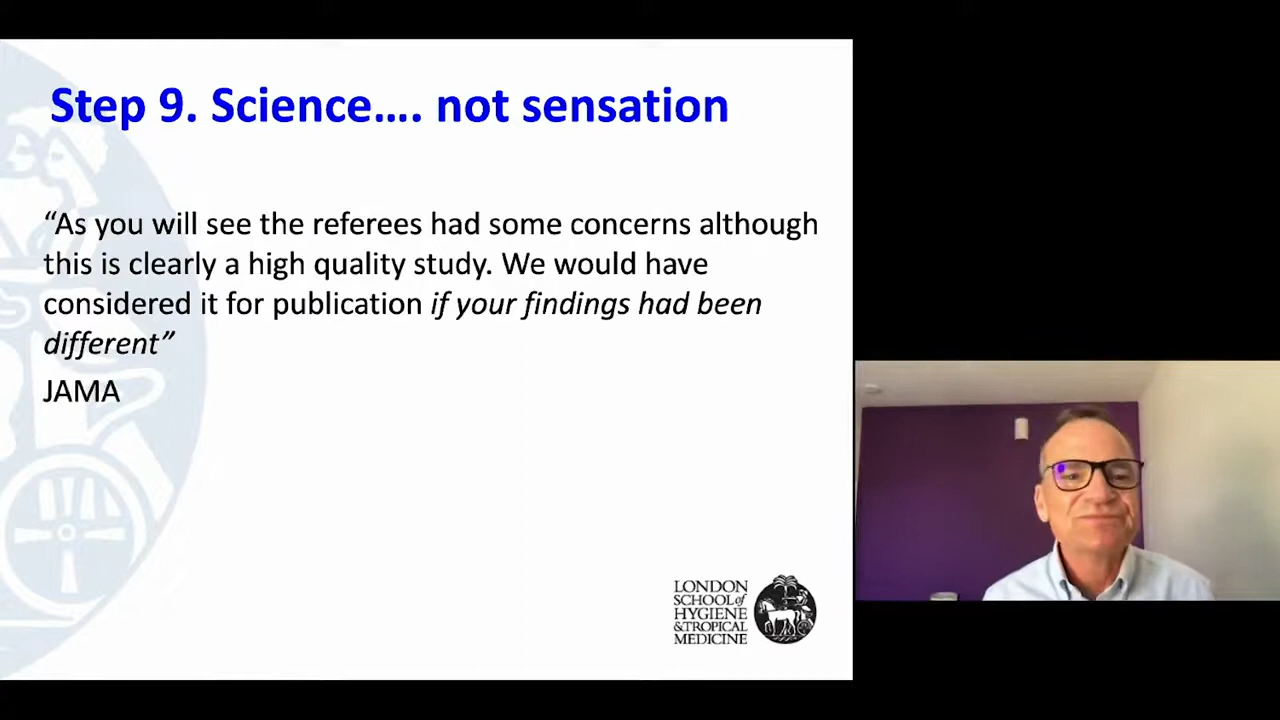 Step 9. Science…. not sensation
“As you will see the referees had some concerns although
this is clearly a high quality study. We would have
considered it for publication if your findings had been
different”
JAMA
LONDON
SCHOOL of
HYGIENE
& TROPICAL
MEDICINE